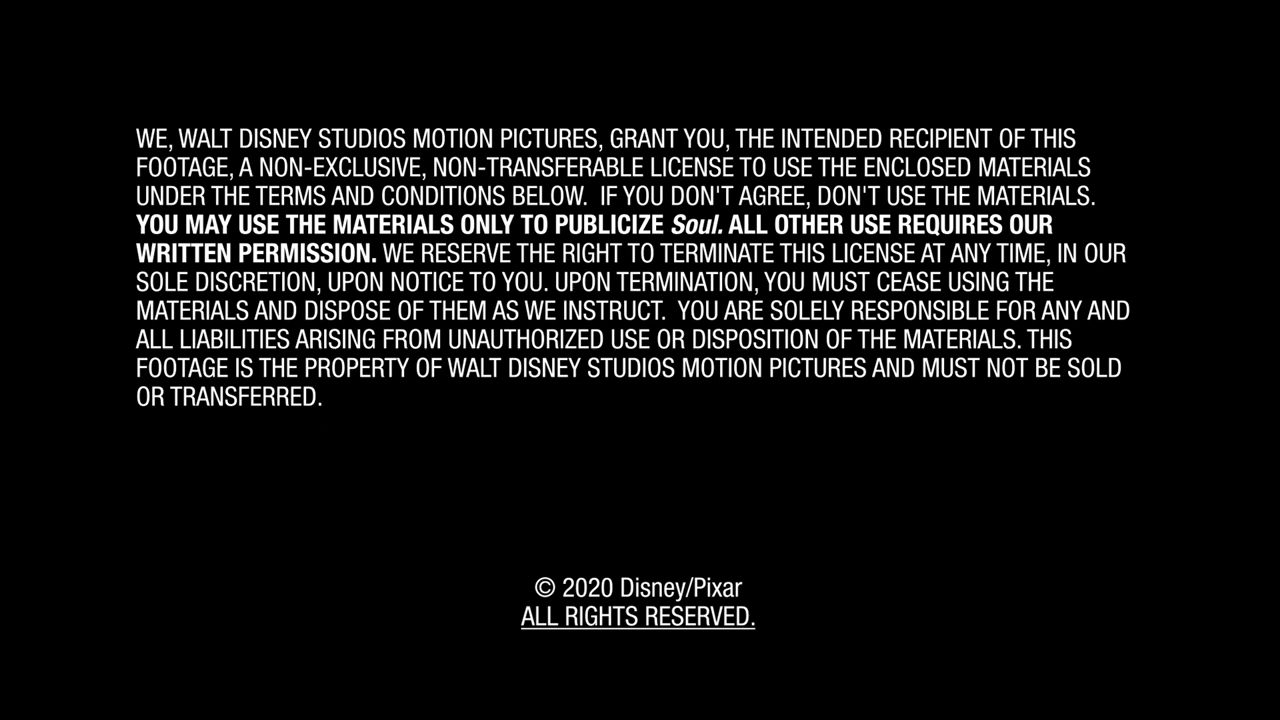 WE, WALT DISNEY STUDIOS MOTION PICTURES, GRANT YOU, THE INTENDED RECIPIENT OF THIS
FOOTAGE, A NON-EXCLUSIVE, NON-TRANSFERABLE LICENSE TO USE THE ENCLOSED MATERIALS
UNDER THE TERMS AND CONDITIONS BELOW.  IF YOU DON'T AGREE, DON'T USE THE MATERIALS.
YOU MAY USE THE MATERIALS ONLY TO PUBLICIZE Soul. ALL OTHER USE REQUIRES OUR
WRITTEN PERMISSION. WE RESERVE THE RIGHT TO TERMINATE THIS LICENSE AT ANY TIME, IN OUR
SOLE DISCRETION, UPON NOTICE TO YOU. UPON TERMINATION, YOU MUST CEASE USING THE
MATERIALS AND DISPOSE OF THEM AS WE INSTRUCT.  YOU ARE SOLELY RESPONSIBLE FOR ANY AND
ALL LIABILITIES ARISING FROM UNAUTHORIZED USE OR DISPOSITION OF THE MATERIALS. THIS
FOOTAGE IS THE PROPERTY OF WALT DISNEY STUDIOS MOTION PICTURES AND MUST NOT BE SOLD
OR TRANSFERRED.
© 2020 Disney/Pixar
ALL RIGHTS RESERVED.